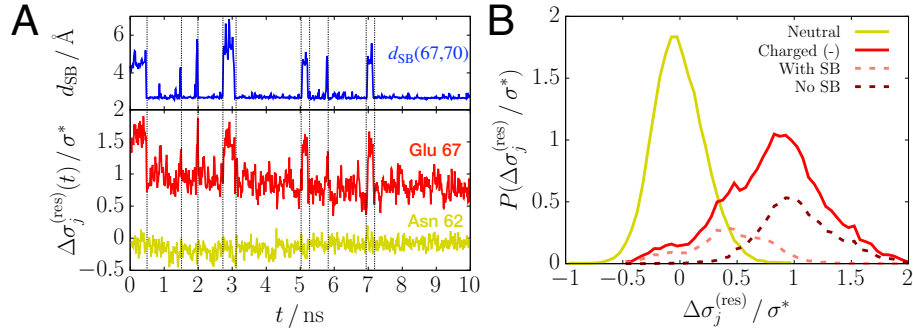 A
d_SB / Å
6
4
2
d_SB(67,70)
Δσ_j^(res)(t) / σ*
1.5
1
0.5
0
−0.5
Glu 67
Asn 62
0 1 2 3 4 5 6 7 8 9 10
t / ns
B
P(Δσ_j^(res) / σ*)
2
1.5
1
0.5
0
Neutral
Charged (-)
With SB
No SB
−1 −0.5 0 0.5 1 1.5 2
Δσ_j^(res) / σ*